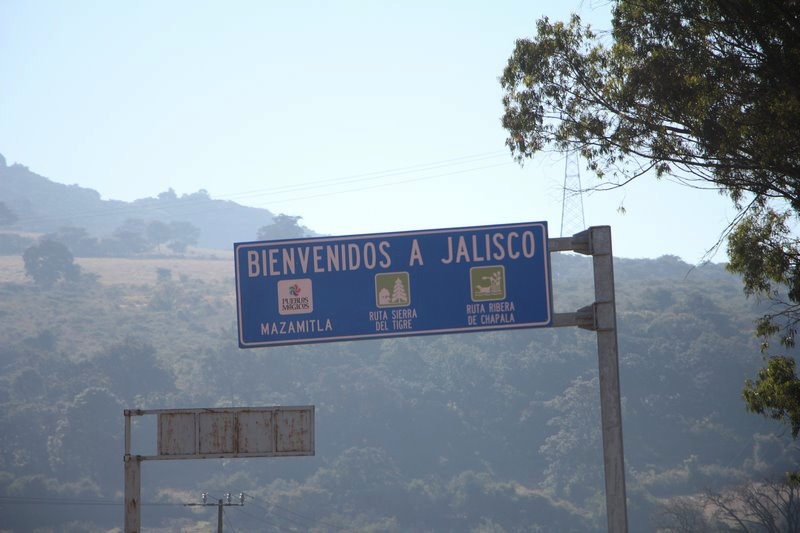 BIENVENIDOS A JALISCO
PUEBLOS
MÁGICOS
MAZAMITLA
RUTA SIERRA
DEL TIGRE
RUTA RIBERA
DE CHAPALA